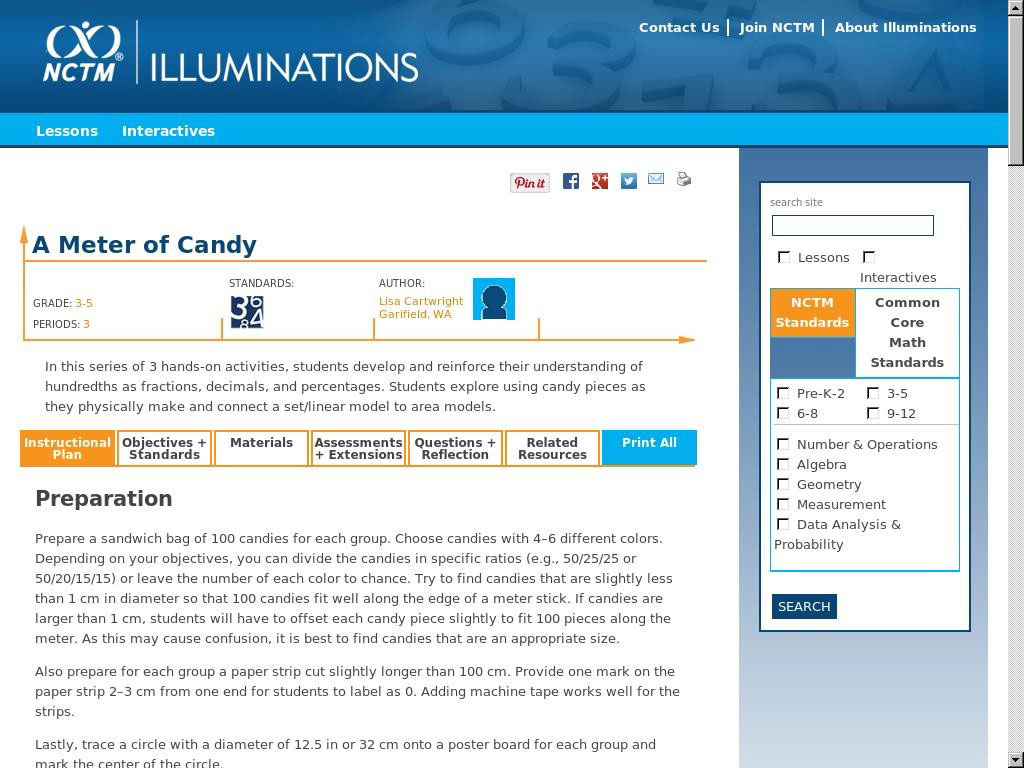 Contact Us
Join NCTM
About Illuminations
NCTM
®
ILLUMINATIONS
Lessons
Interactives
Pin it
A Meter of Candy
GRADE: 3-5
PERIODS: 3
STANDARDS:
AUTHOR:
Lisa Cartwright
Garifield, WA
In this series of 3 hands-on activities, students develop and reinforce their understanding of
hundredths as fractions, decimals, and percentages. Students explore using candy pieces as
they physically make and connect a set/linear model to area models.
Instructional
Plan
Objectives +
Standards
Materials
Assessments
+ Extensions
Questions +
Reflection
Related
Resources
Print All
Preparation
Prepare a sandwich bag of 100 candies for each group. Choose candies with 4–6 different colors.
Depending on your objectives, you can divide the candies in specific ratios (e.g., 50/25/25 or
50/20/15/15) or leave the number of each color to chance. Try to find candies that are slightly less
than 1 cm in diameter so that 100 candies fit well along the edge of a meter stick. If candies are
larger than 1 cm, students will have to offset each candy piece slightly to fit 100 pieces along the
meter. As this may cause confusion, it is best to find candies that are an appropriate size.
Also prepare for each group a paper strip cut slightly longer than 100 cm. Provide one mark on the
paper strip 2–3 cm from one end for students to label as 0. Adding machine tape works well for the
strips.
Lastly, trace a circle with a diameter of 12.5 in or 32 cm onto a poster board for each group and
mark the center of the circle.
search site
Lessons
Interactives
NCTM
Standards
Common
Core
Math
Standards
Pre-K-2
3-5
6-8
9-12
Number & Operations
Algebra
Geometry
Measurement
Data Analysis &
Probability
SEARCH